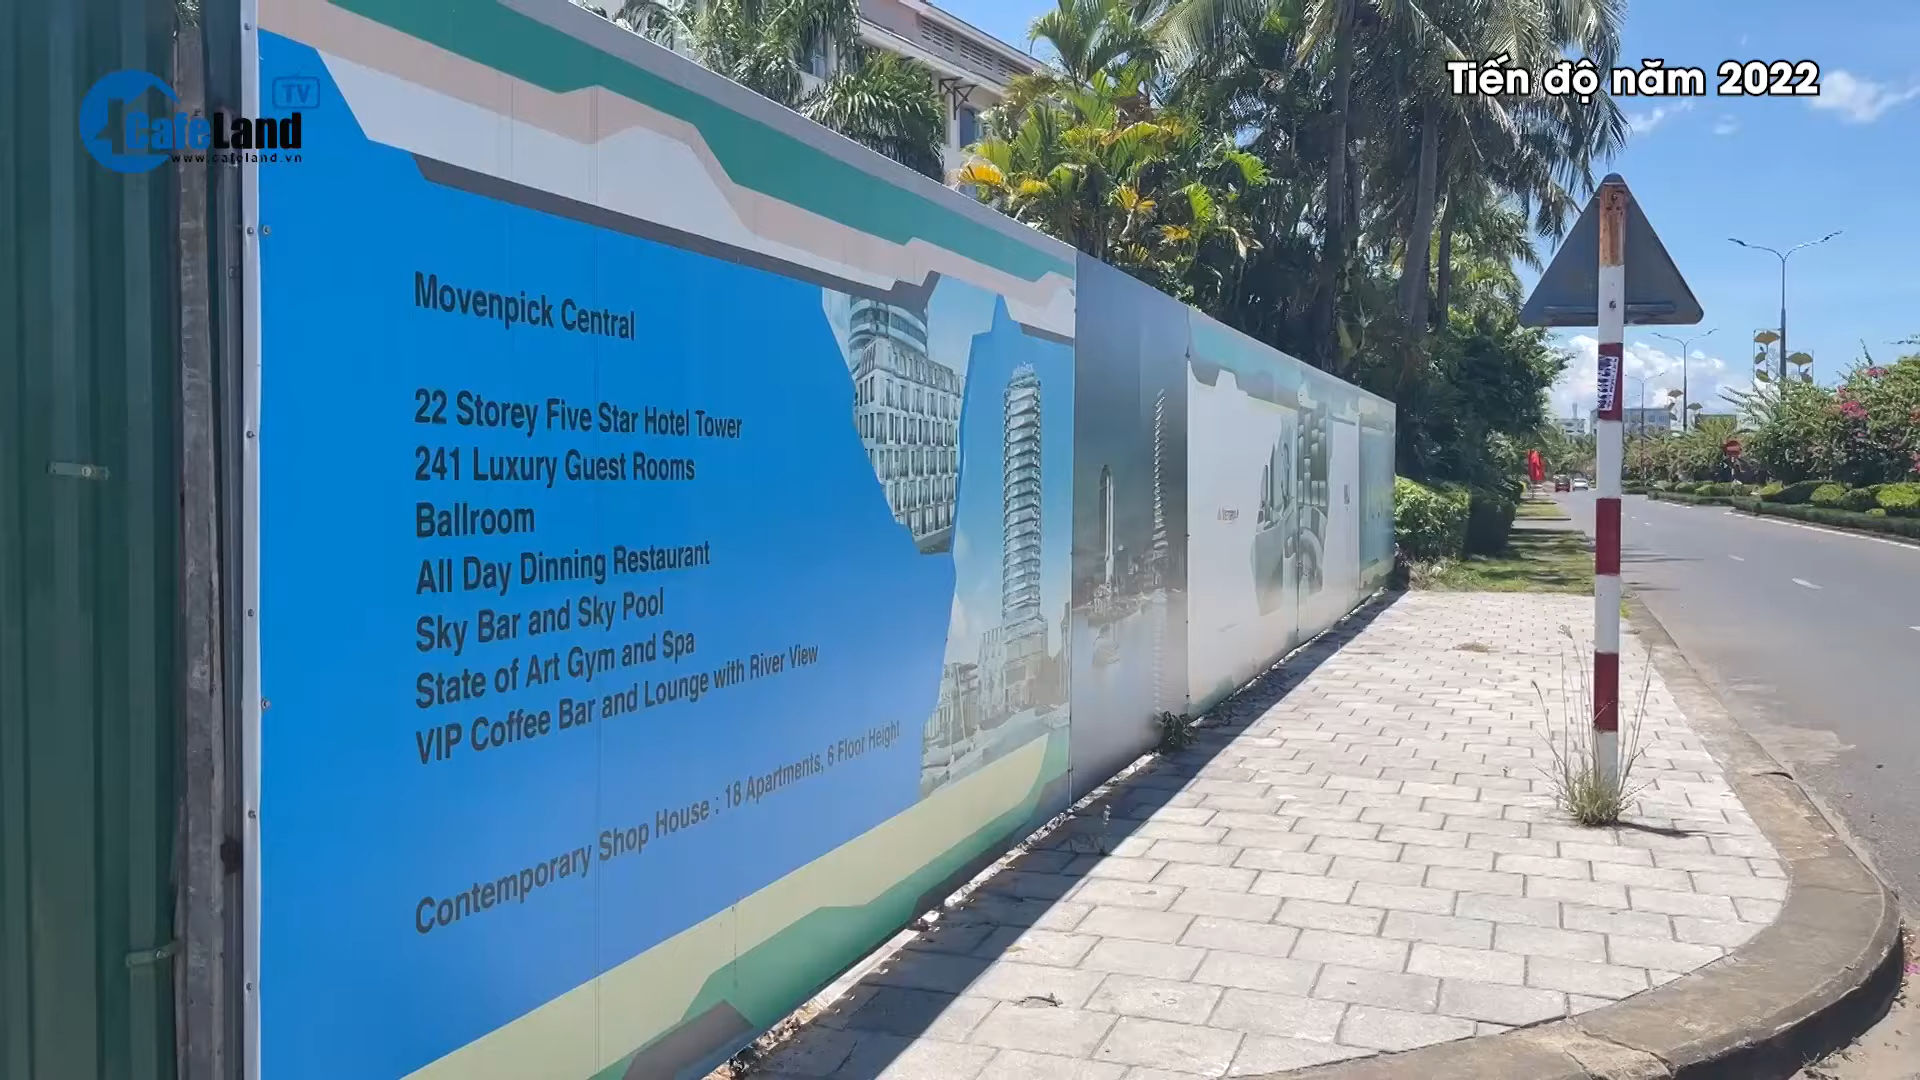 TV
CafeLand
www.cafeland.vn
Tiến độ năm 2022
Movenpick Central
22 Storey Five Star Hotel Tower
241 Luxury Guest Rooms
Ballroom
All Day Dinning Restaurant
Sky Bar and Sky Pool
State of Art Gym and Spa
VIP Coffee Bar and Lounge with River View
Contemporary Shop House : 18 Apartments, 6 Floor Height